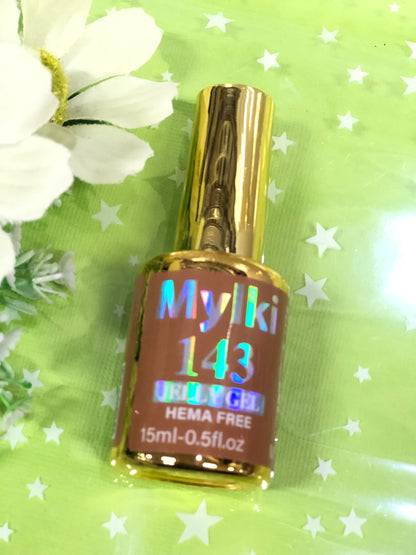 Mylki
143
JELLY GEL
HEMA FREE
15ml-0.5fl.oz